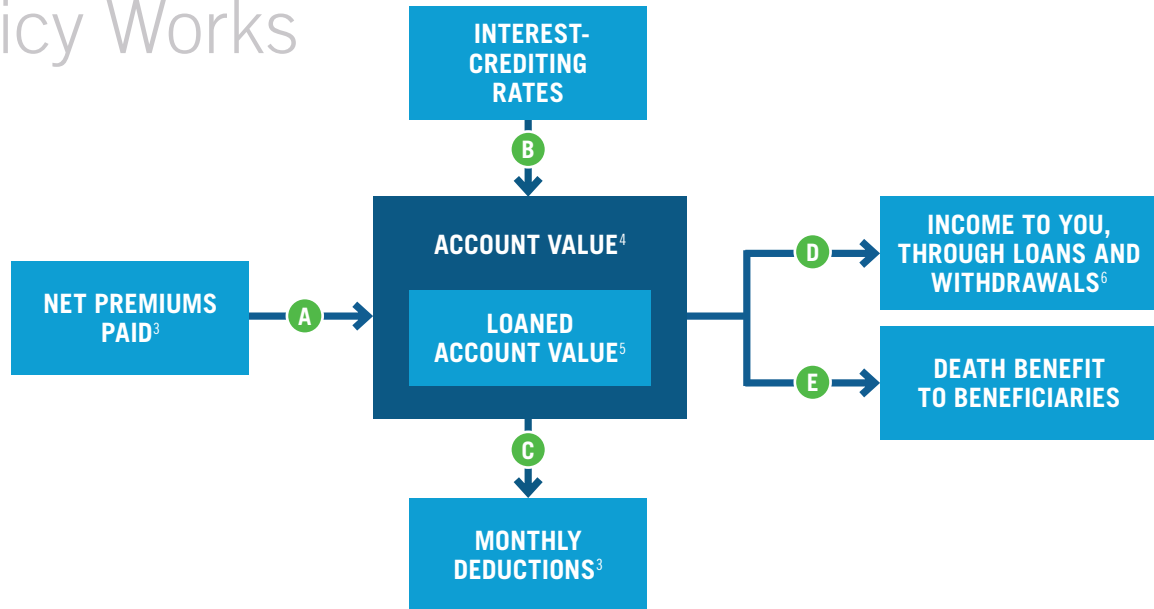 icy Works
INTEREST-
CREDITING
RATES
B
ACCOUNT VALUE⁴
LOANED
ACCOUNT VALUE⁵
NET PREMIUMS
PAID³
A
D
INCOME TO YOU,
THROUGH LOANS AND
WITHDRAWALS⁶
E
DEATH BENEFIT
TO BENEFICIARIES
C
MONTHLY
DEDUCTIONS³